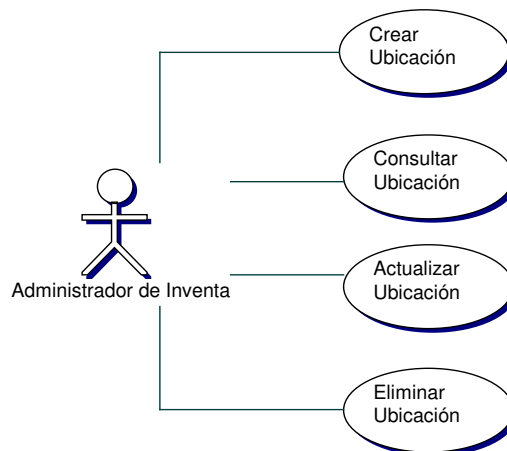 Crear
Ubicación
Consultar
Ubicación
Actualizar
Ubicación
Administrador de Inventa
Eliminar
Ubicación